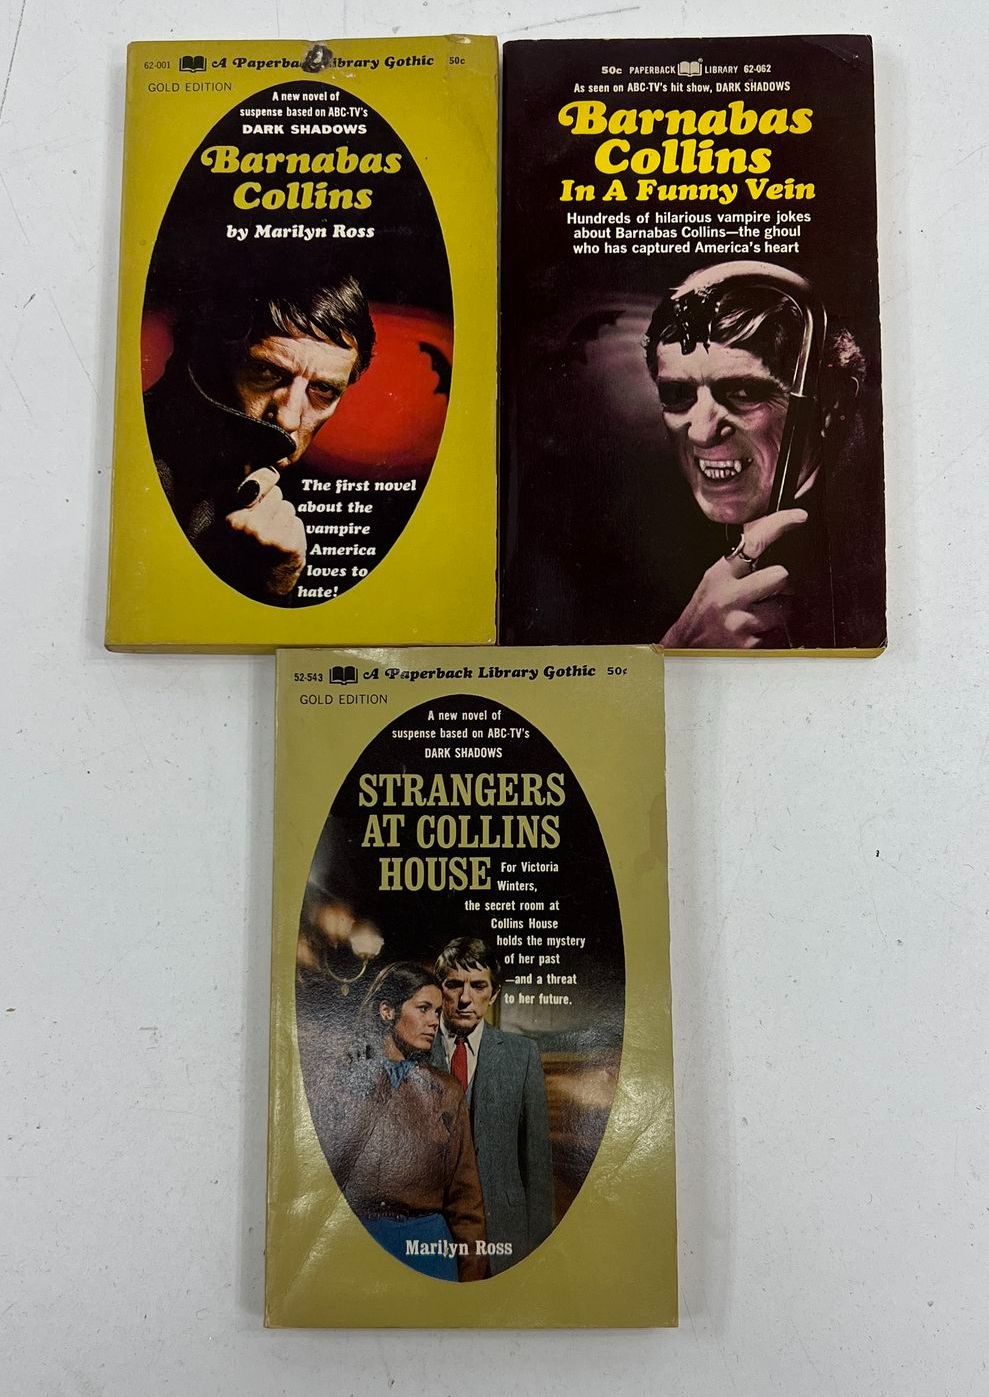 62-001 A Paperba ibrary Gothic 50c
GOLD EDITION
A new novel of
suspense based on ABC-TV's
DARK SHADOWS
Barnabas
Collins
by Marilyn Ross
The first novel
about the
vampire
America
loves to
hate!
50c PAPERBACK LIBRARY 62-062
As seen on ABC-TV's hit show, DARK SHADOWS
Barnabas
Collins
In A Funny Vein
Hundreds of hilarious vampire jokes
about Barnabas Collins—the ghoul
who has captured America's heart
52-543 A Paperback Library Gothic 50¢
GOLD EDITION
A new novel of
suspense based on ABC-TV's
DARK SHADOWS
STRANGERS
AT COLLINS
HOUSE
For Victoria
Winters,
the secret room at
Collins House
holds the mystery
of her past
—and a threat
to her future.
Marilyn Ross